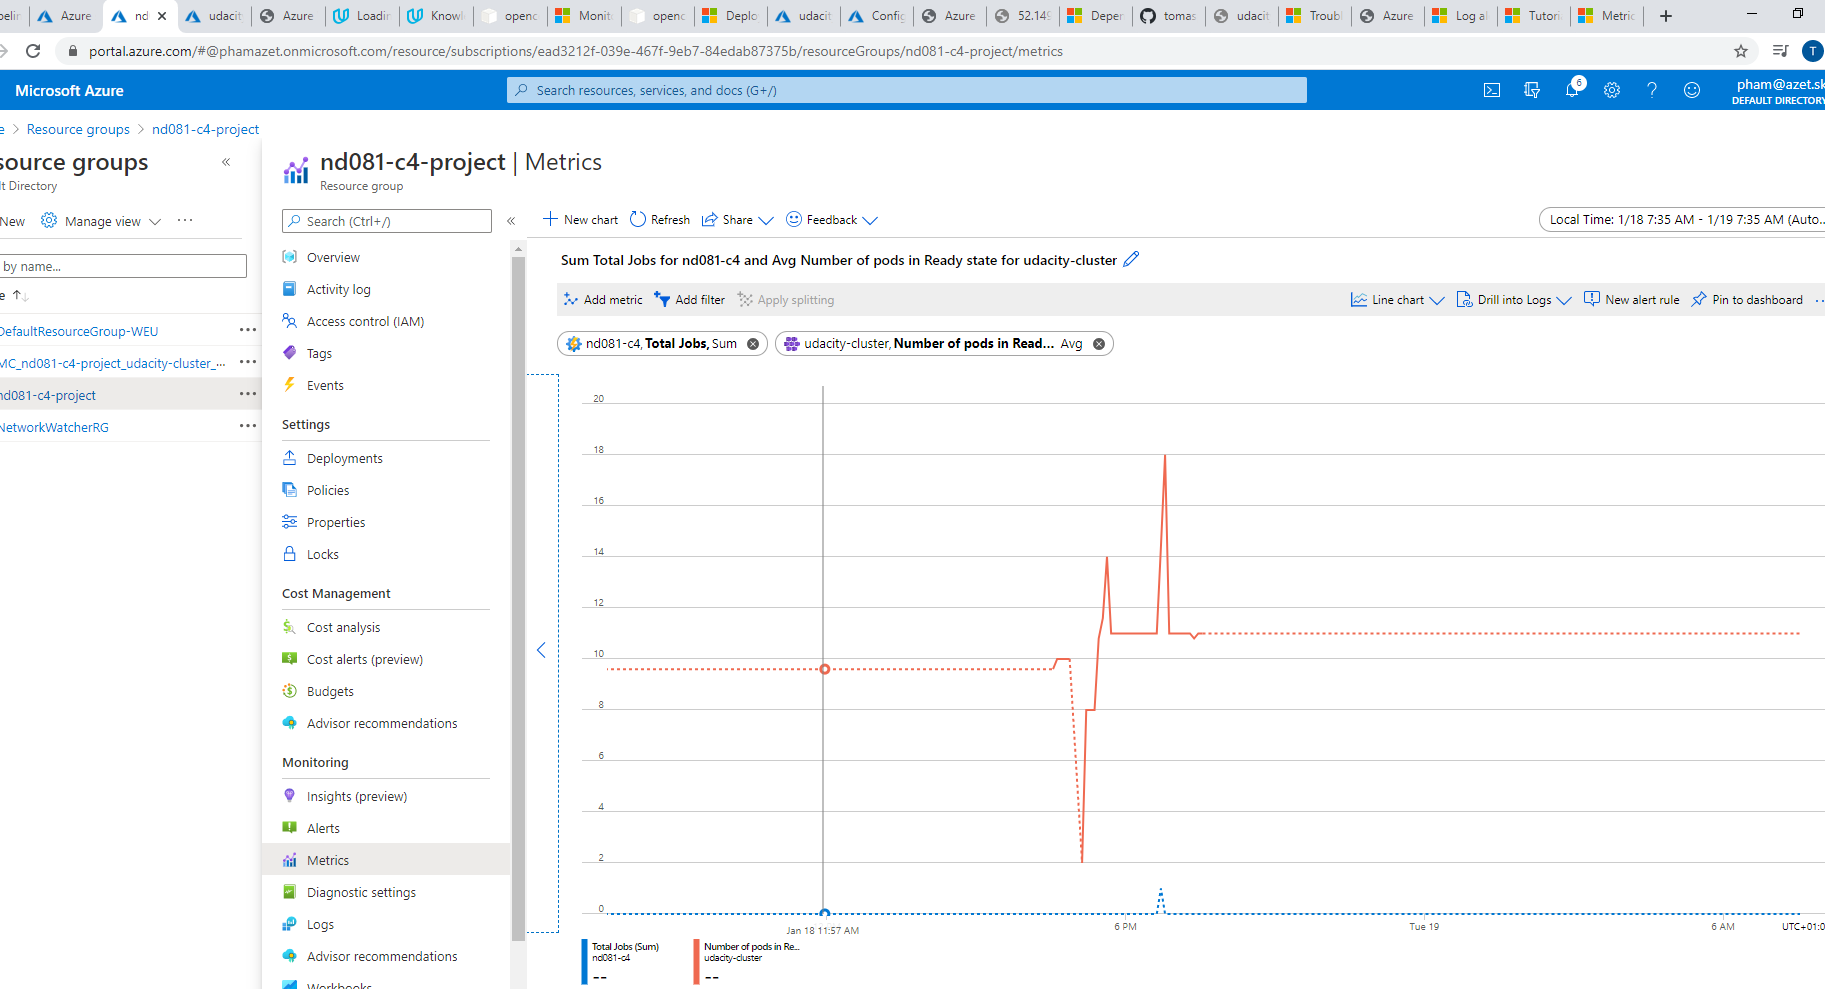 pelin
Azure
nd
udacit
Azure
Loadin
Knowl
openc
Monito
openc
Deplo
udacit
Config
Azure
52.149
Deper
tomas
udacit
Troubl
Azure
Log al
Tutori
Metric
portal.azure.com/#@phamazet.onmicrosoft.com/resource/subscriptions/ead3212f-039e-467f-9eb7-84edab87375b/resourceGroups/nd081-c4-project/metrics
T
Microsoft Azure
Search resources, services, and docs (G+/)
6
pham@azet.sk
DEFAULT DIRECTORY
e > Resource groups > nd081-c4-project
source groups
lt Directory
New
Manage view
by name...
e
DefaultResourceGroup-WEU
MC_nd081-c4-project_udacity-cluster_...
nd081-c4-project
NetworkWatcherRG
nd081-c4-project | Metrics
Resource group
Search (Ctrl+/)
Overview
Activity log
Access control (IAM)
Tags
Events
Settings
Deployments
Policies
Properties
Locks
Cost Management
Cost analysis
Cost alerts (preview)
Budgets
Advisor recommendations
Monitoring
Insights (preview)
Alerts
Metrics
Diagnostic settings
Logs
Advisor recommendations
Workbooks
New chart
Refresh
Share
Feedback
Local Time: 1/18 7:35 AM - 1/19 7:35 AM (Auto...
Sum Total Jobs for nd081-c4 and Avg Number of pods in Ready state for udacity-cluster
Add metric
Add filter
Apply splitting
Line chart
Drill into Logs
New alert rule
Pin to dashboard
nd081-c4, Total Jobs, Sum
udacity-cluster, Number of pods in Read... Avg
20
18
16
14
12
10
8
6
4
2
0
Jan 18 11:57 AM
6 PM
Tue 19
6 AM
UTC+01:0
Total Jobs (Sum)
nd081-c4
--
Number of pods in Re...
udacity-cluster
--